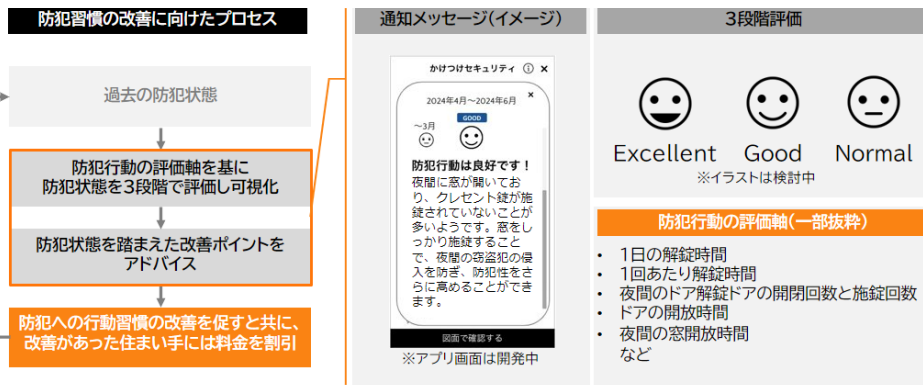 防犯習慣の改善に向けたプロセス
過去の防犯状態
防犯行動の評価軸を基に
防犯状態を3段階で評価し可視化
防犯状態を踏まえた改善ポイントを
アドバイス
防犯への行動習慣の改善を促すと共に、
改善があった住まい手には料金を割引
通知メッセージ(イメージ)
かけつけセキュリティ ⓘ ×
2024年4月~2024年6月 ×
~3月
GOOD
防犯行動は良好です!
夜間に窓が開いてお
り、クレセント錠が施
錠されていないことが
多いようです。窓をし
っかり施錠すること
で、夜間の窃盗犯の侵
入を防ぎ、防犯性をさ
らに高めることができ
ます。
図面で確認する
※アプリ画面は開発中
3段階評価
Excellent Good Normal
※イラストは検討中
防犯行動の評価軸(一部抜粋)
・ 1日の解錠時間
・ 1回あたり解錠時間
・ 夜間のドア解錠ドアの開閉回数と施錠回数
・ ドアの開放時間
・ 夜間の窓開放時間
など